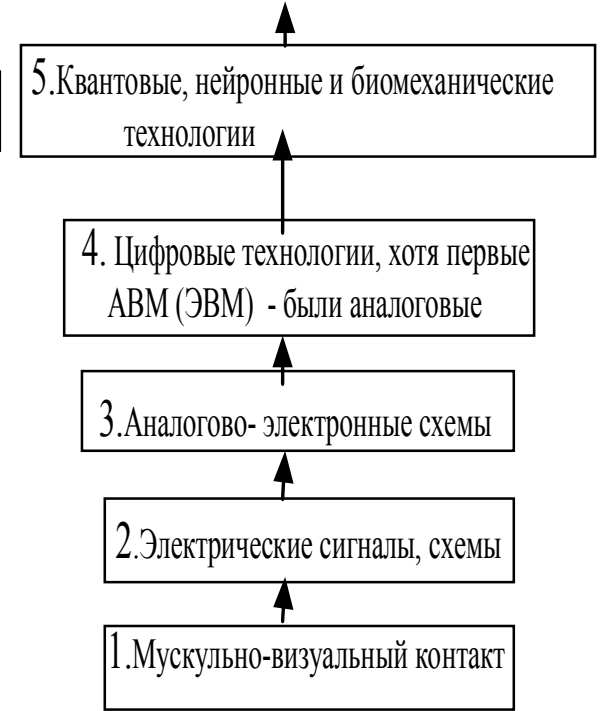 5.Квантовые, нейронные и биомеханические
технологии
4. Цифровые технологии, хотя первые
АВМ (ЭВМ) - были аналоговые
3.Аналогово- электронные схемы
2.Электрические сигналы, схемы
1.Мускульно-визуальный контакт